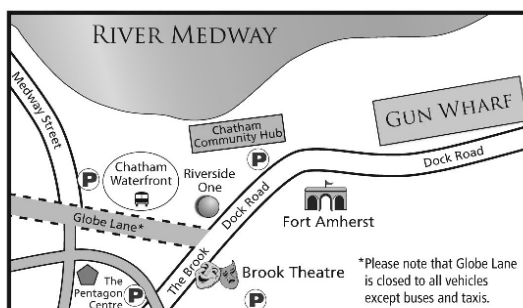 RIVER MEDWAY
Medway Street
GUN WHARF
Chatham
Community Hub
P
P
Chatham
Waterfront
Riverside
One
Dock Road
Dock Road
Fort Amherst
Globe Lane*
The Brook
Brook Theatre
The
Pentagon
Centre
P
P
*Please note that Globe Lane
is closed to all vehicles
except buses and taxis.